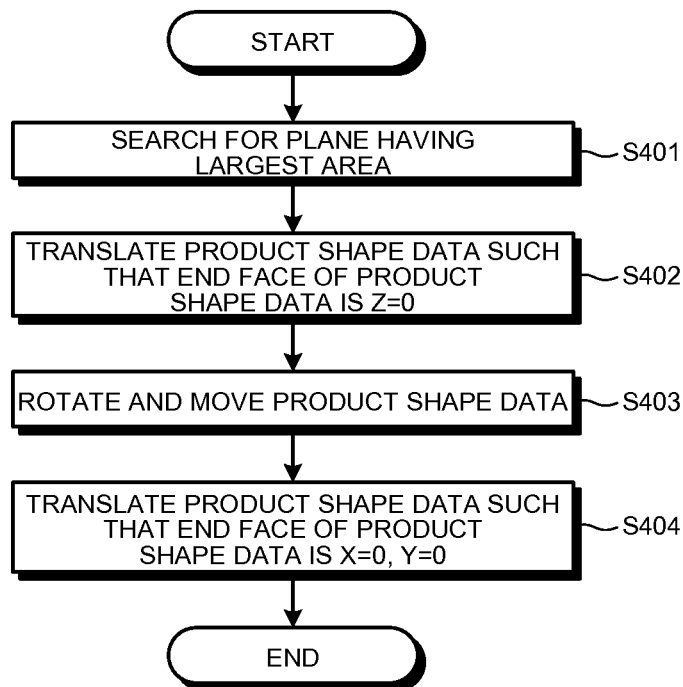 START
SEARCH FOR PLANE HAVING
LARGEST AREA
S401
TRANSLATE PRODUCT SHAPE DATA SUCH
THAT END FACE OF PRODUCT
SHAPE DATA IS Z=0
S402
ROTATE AND MOVE PRODUCT SHAPE DATA
S403
TRANSLATE PRODUCT SHAPE DATA SUCH
THAT END FACE OF PRODUCT
SHAPE DATA IS X=0, Y=0
S404
END